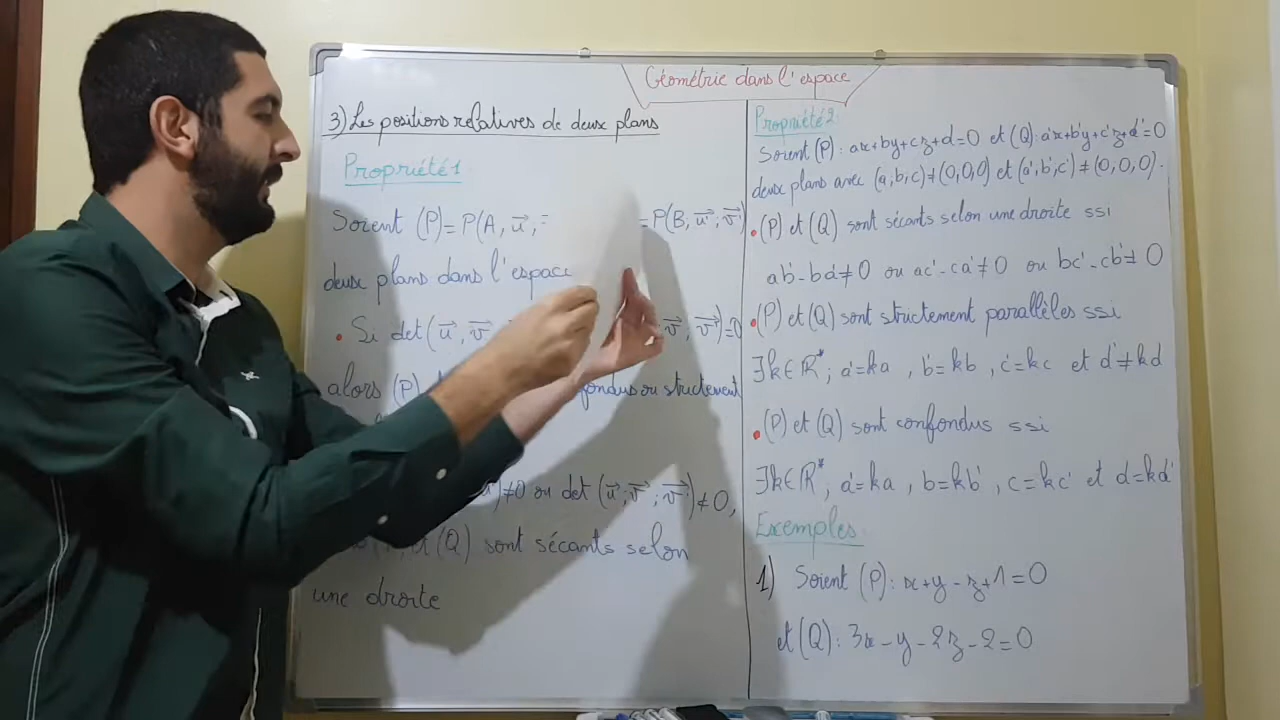 Géométrie dans l'espace
3) Les positions relatives de deux plans
Propriété 1
Soient (P)= P(A, u⃗,
= P(B, u⃗', v⃗')
deux plans dans l'espace
• Si det(u⃗, v⃗,
v⃗, v⃗')=0
alors (P)
confondus ou strictement
≠0 ou det (u⃗; v⃗; v⃗')≠0,
(Q) sont sécants selon
une droite
Propriété 2
Soient (P): ax+by+cz+d=0 et (Q): a'x+b'y+c'z+d'=0
deux plans avec (a,b,c)≠(0,0,0) et (a',b',c')≠(0,0,0).
• (P) et (Q) sont sécants selon une droite ssi
ab'-ba'≠0 ou ac'-ca'≠0 ou bc'-cb'≠0
• (P) et (Q) sont strictement parallèles ssi
∃k∈ℝ*; a'=ka , b'=kb , c'=kc et d'≠kd
• (P) et (Q) sont confondus ssi
∃k∈ℝ*; a'=ka , b=kb' , c=kc' et d=kd'
Exemples
1) Soient (P): x+y-z+1=0
et (Q): 3x-y-2z-2=0